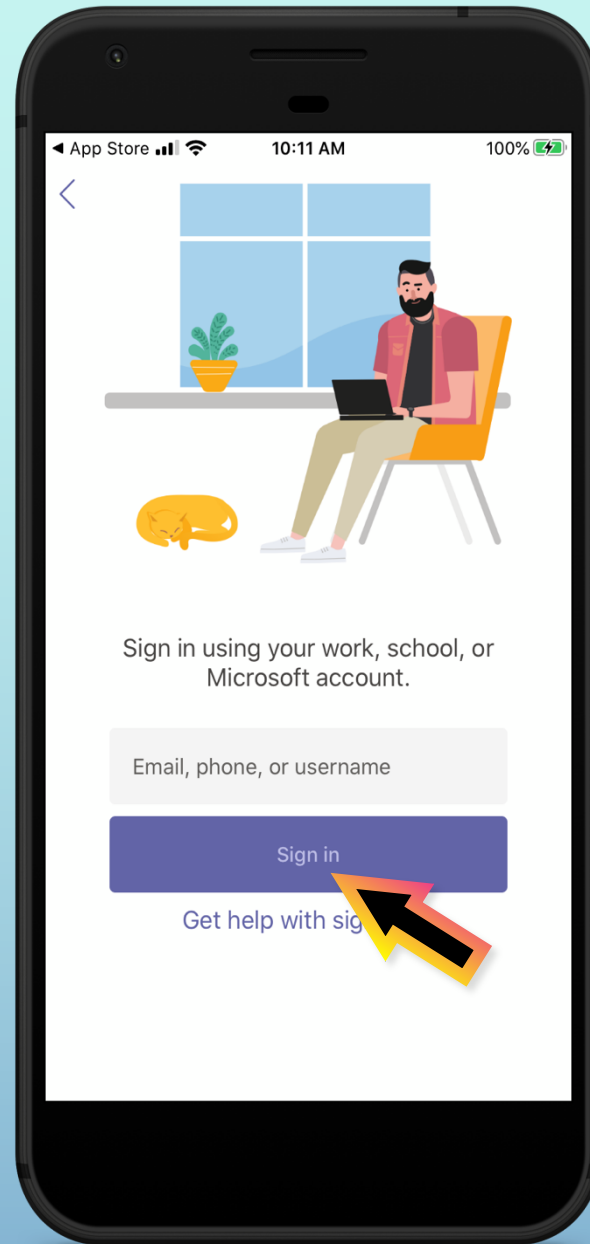 App Store 10:11 AM 100%
Sign in using your work, school, or
Microsoft account.
Email, phone, or username
Sign in
Get help with